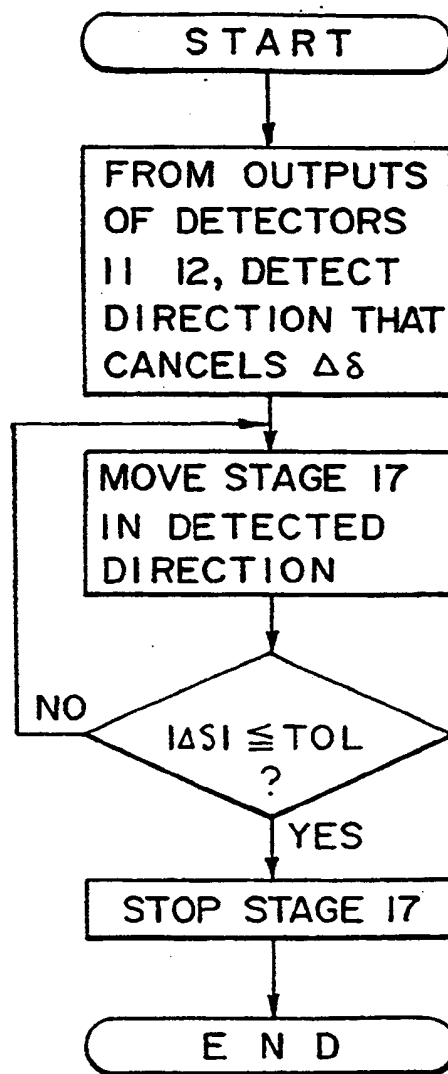 START
FROM OUTPUTS
OF DETECTORS
11 12, DETECT
DIRECTION THAT
CANCELS Δδ
MOVE STAGE 17
IN DETECTED
DIRECTION
NO
|ΔS| ≦ TOL
?
YES
STOP STAGE 17
END